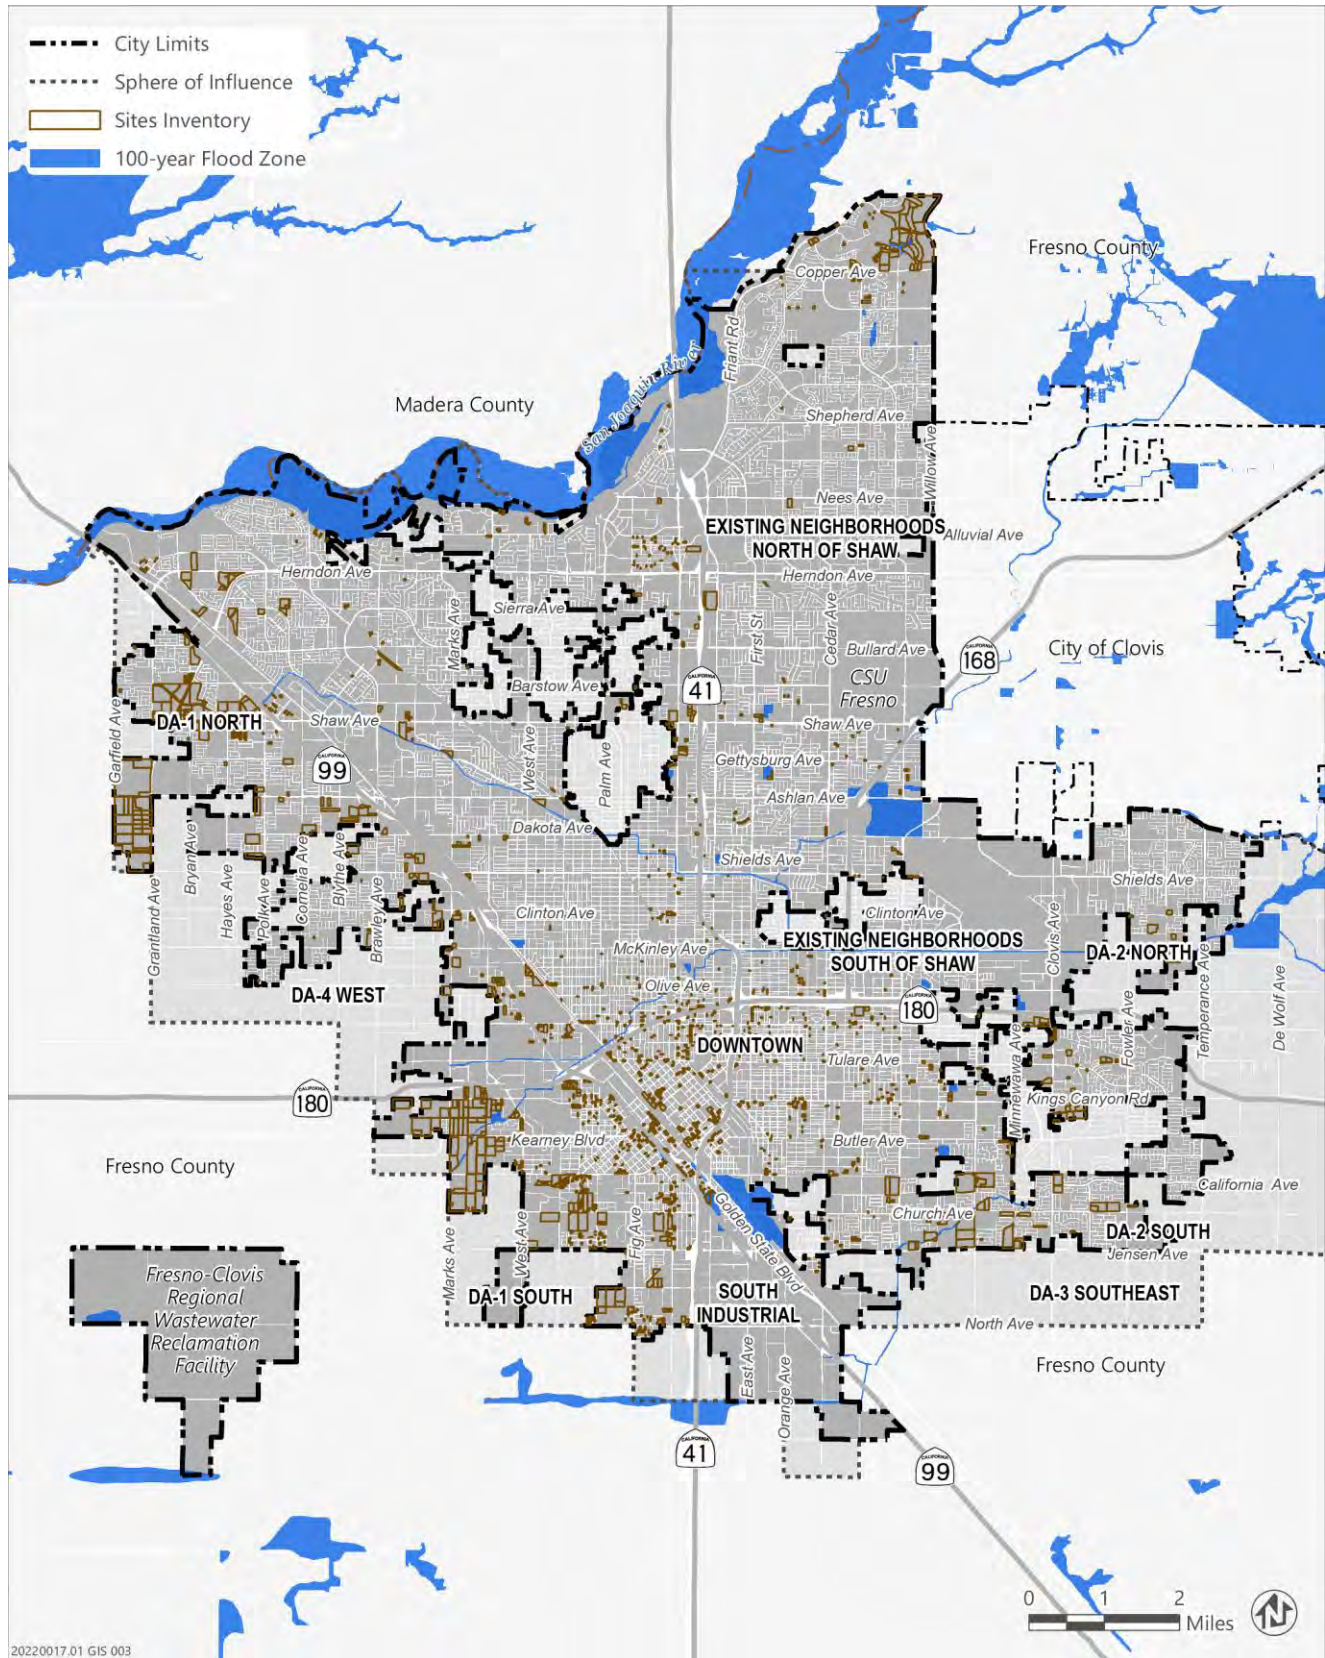 City Limits
Sphere of Influence
Sites Inventory
100-year Flood Zone
Fresno County
Copper Ave
Friant Rd
San Joaquin River
Madera County
Shepherd Ave
Willow Ave
Nees Ave
EXISTING NEIGHBORHOODS
NORTH OF SHAW
Alluvial Ave
Herndon Ave
Herndon Ave
Sierra Ave
Marks Ave
First St
Cedar Ave
Bullard Ave
CALIFORNIA
168
City of Clovis
Barstow Ave
CALIFORNIA
41
CSU
Fresno
Garfield Ave
DA-1 NORTH
Shaw Ave
Shaw Ave
CALIFORNIA
99
West Ave
Palm Ave
Gettysburg Ave
Ashlan Ave
Dakota Ave
Bryan Ave
Hayes Ave
Polk Ave
Cornelia Ave
Blythe Ave
Brawley Ave
Grantland Ave
Shields Ave
Shields Ave
Clinton Ave
Clinton Ave
McKinley Ave
EXISTING NEIGHBORHOODS
SOUTH OF SHAW
Clovis Ave
DA-2 NORTH
Temperance Ave
De Wolf Ave
DA-4 WEST
Olive Ave
CALIFORNIA
180
DOWNTOWN
Tulare Ave
Minnewawa Ave
Fowler Ave
CALIFORNIA
180
Kings Canyon Rd
Kearney Blvd
Butler Ave
Fresno County
California Ave
Golden State Blvd
Church Ave
Marks Ave
West Ave
Fig Ave
DA-2 SOUTH
Jensen Ave
Fresno-Clovis
Regional
Wastewater
Reclamation
Facility
DA-1 SOUTH
SOUTH
INDUSTRIAL
DA-3 SOUTHEAST
North Ave
East Ave
Orange Ave
Fresno County
CALIFORNIA
41
CALIFORNIA
99
0 1 2
Miles
N
20220017.01 GIS 003